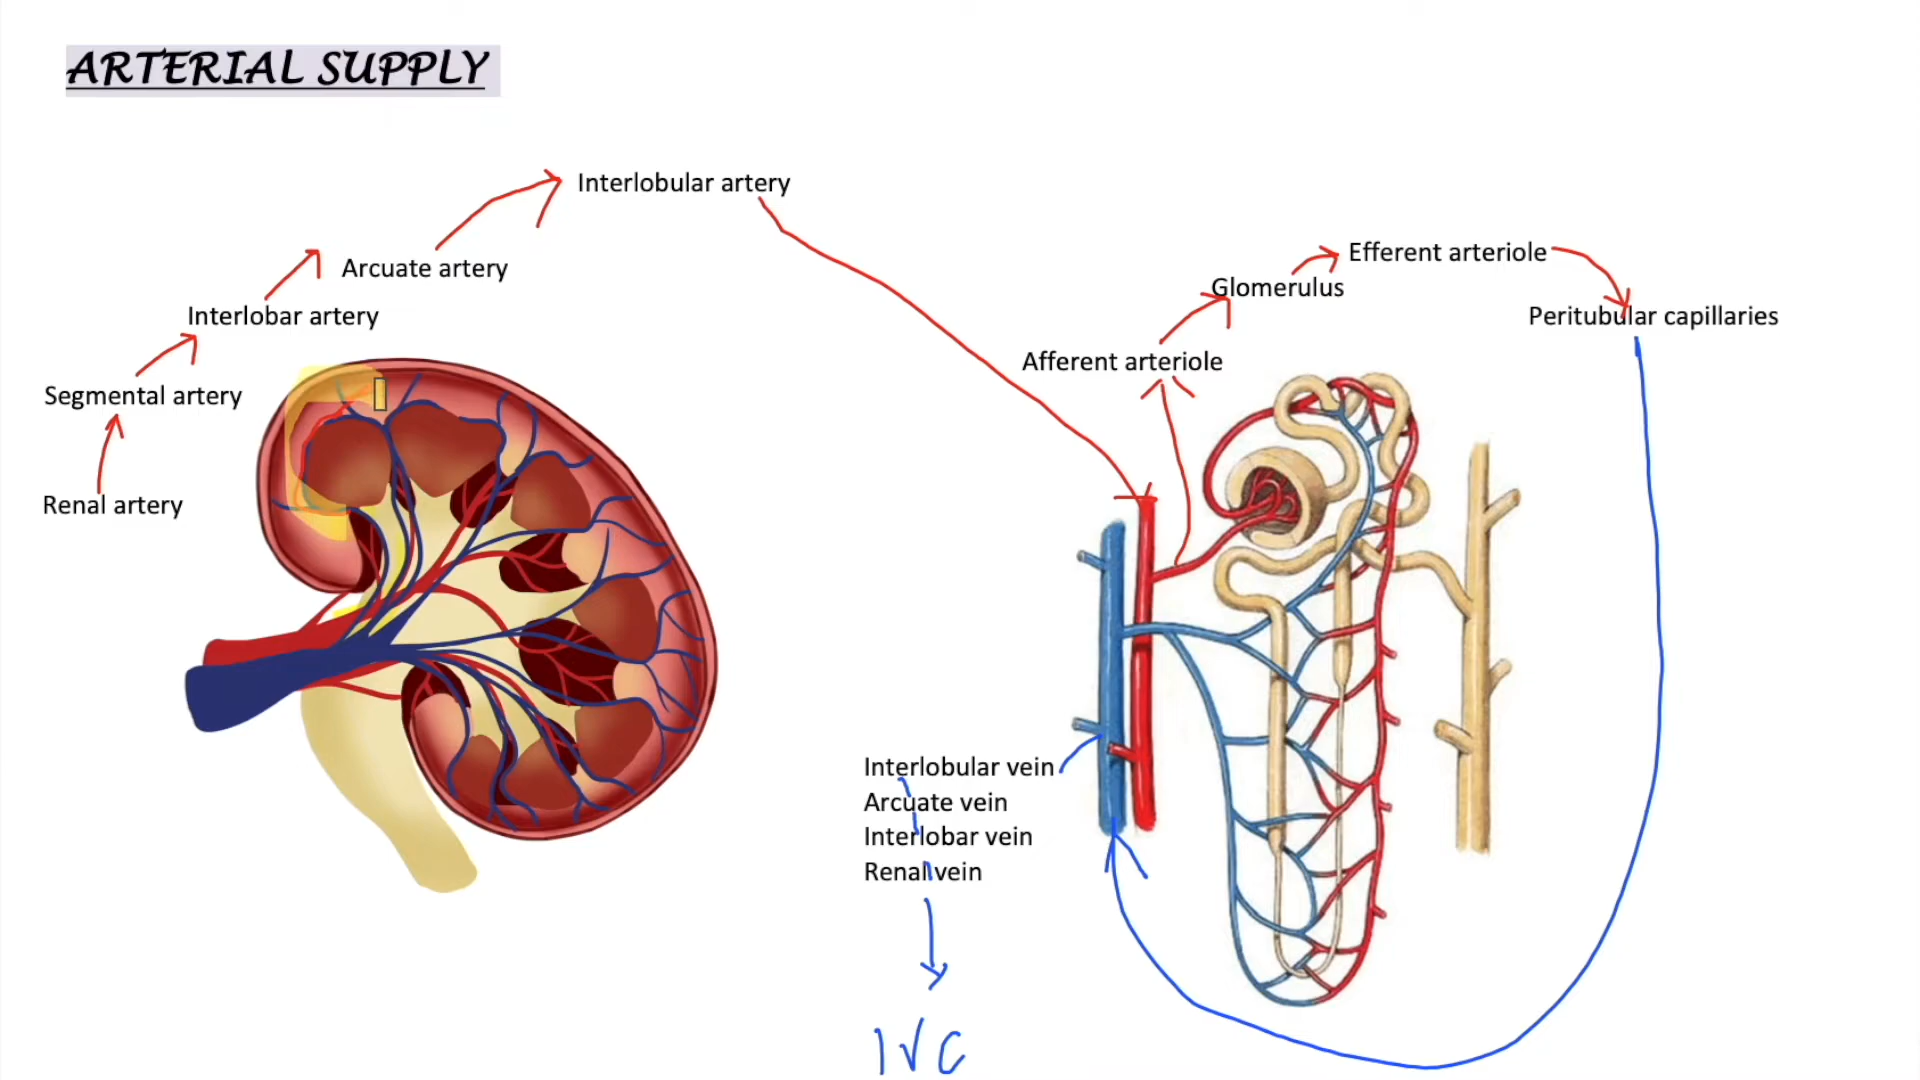 ARTERIAL SUPPLY
Interlobular artery
Arcuate artery
Interlobar artery
Segmental artery
Renal artery
Efferent arteriole
Glomerulus
Peritubular capillaries
Afferent arteriole
Interlobular vein
Arcuate vein
Interlobar vein
Renal vein
IVC